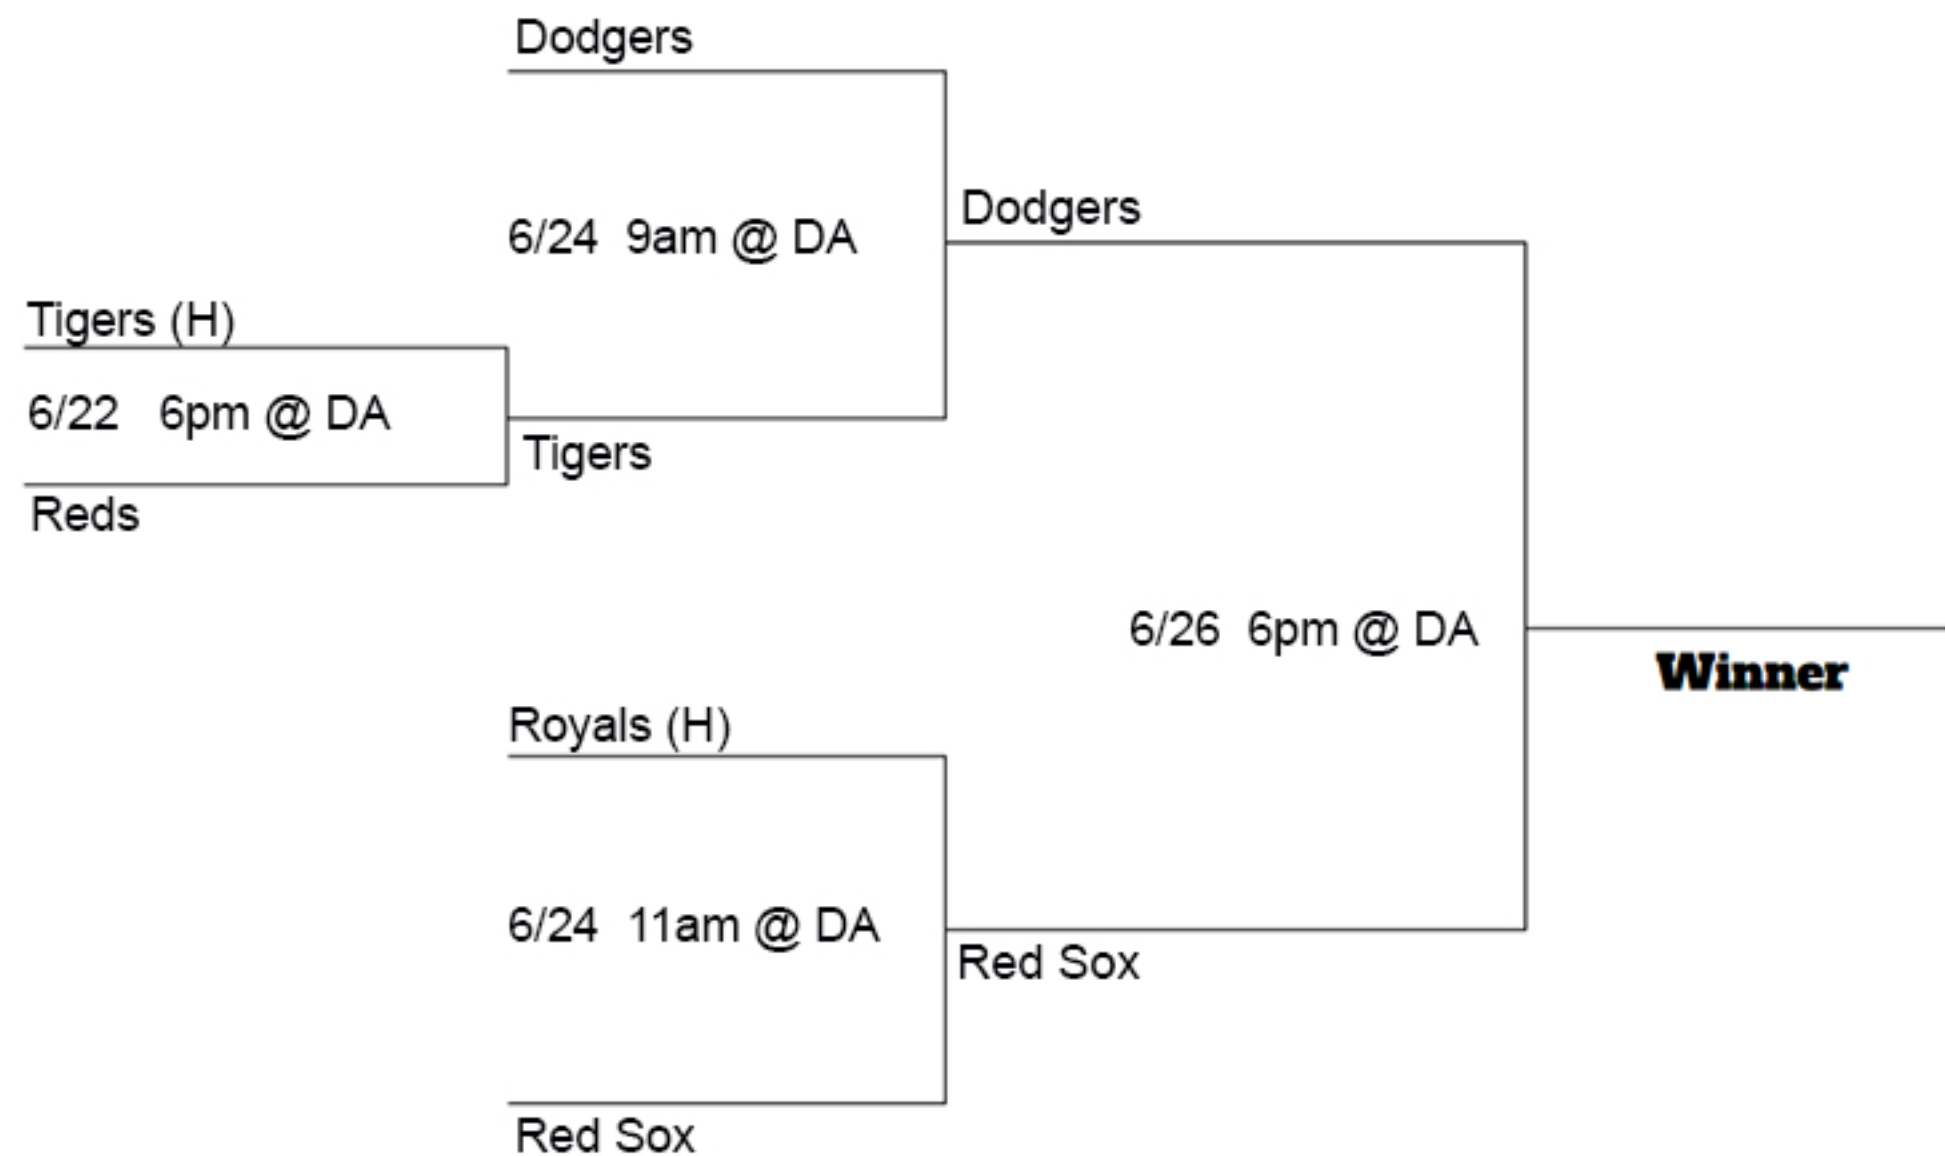 Dodgers
6/24 9am @ DA
Dodgers
Tigers (H)
6/22 6pm @ DA
Tigers
Reds
6/26 6pm @ DA
Winner
Royals (H)
6/24 11am @ DA
Red Sox
Red Sox